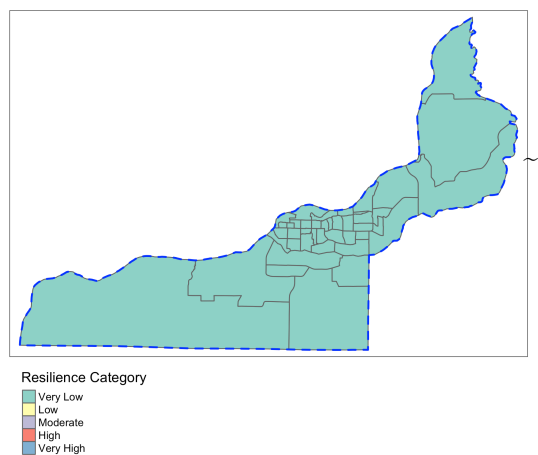 ~
Resilience Category
Very Low
Low
Moderate
High
Very High